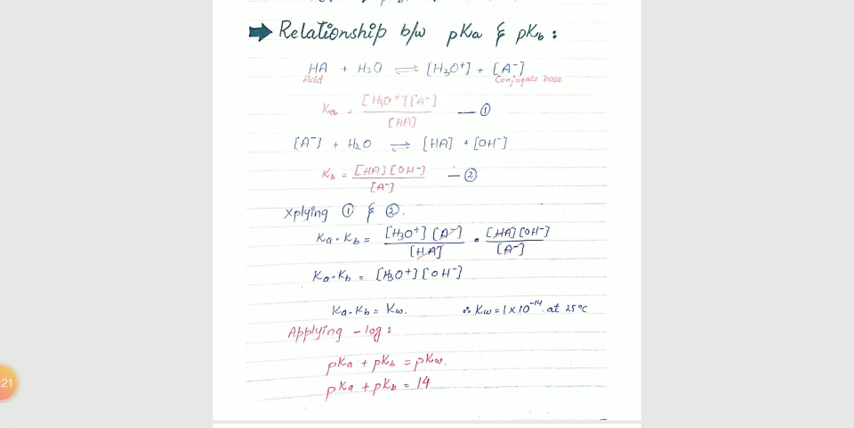 ➡ Relationship b/w pKa & pKb :
HA + H₂O ⇌ [H₃O⁺] + [A⁻]
Acid Conjugate base
Ka = [H₃O⁺][A⁻] / [HA] — ①
[A⁻] + H₂O ⇌ [HA] + [OH⁻]
Kb = [HA][OH⁻] / [A⁻] — ②
Xplying ① & ②.
Ka . Kb = [H₃O⁺][A⁻] / [HA] . [HA][OH⁻] / [A⁻]
Ka . Kb = [H₃O⁺][OH⁻]
Ka . Kb = Kw. ∴ Kw = 1 x 10⁻¹⁴ at 25°C
Applying -log :
pKa + pKb = pKw.
pKa + pKb = 14
21